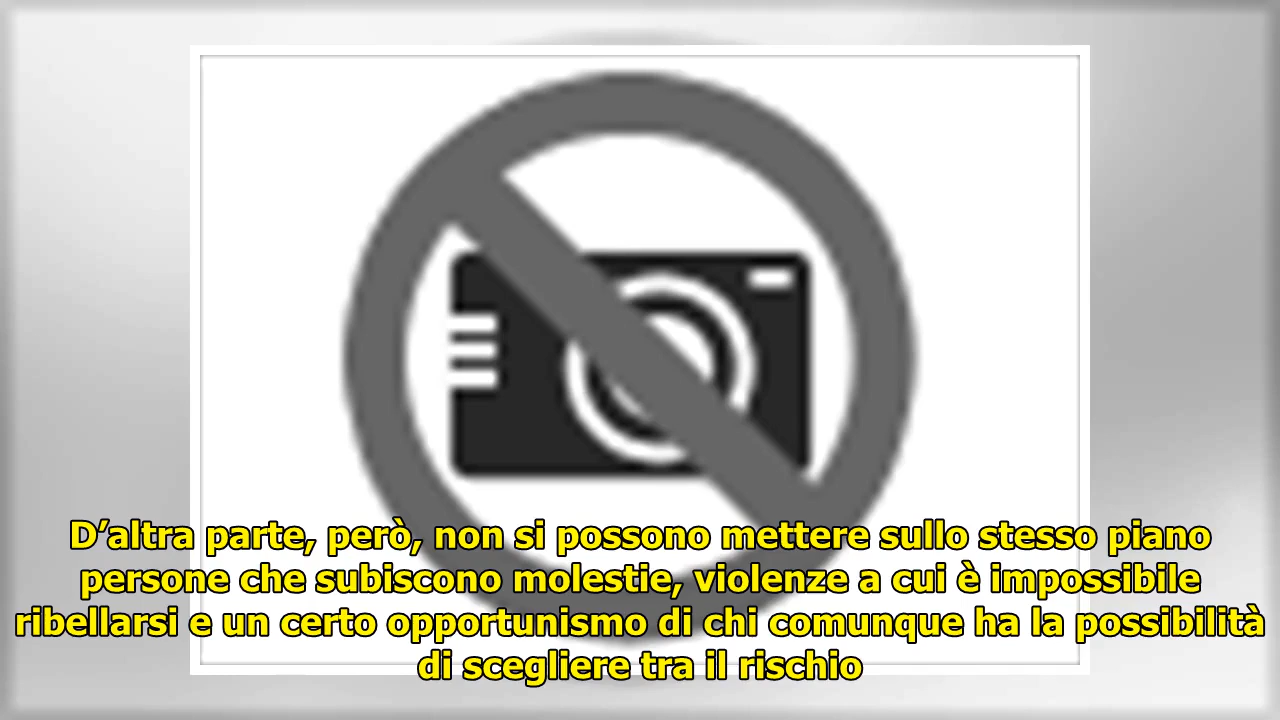 D’altra parte, però, non si possono mettere sullo stesso piano
persone che subiscono molestie, violenze a cui è impossibile
ribellarsi e un certo opportunismo di chi comunque ha la possibilità
di scegliere tra il rischio